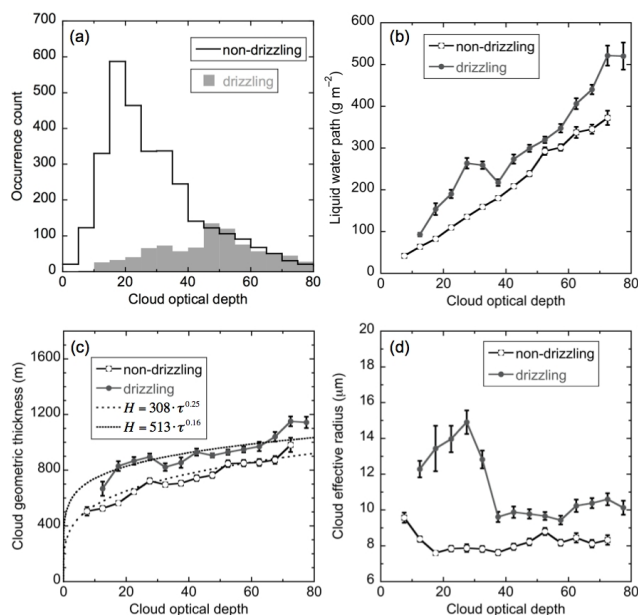 (a)
non-drizzling
drizzling
Occurrence count
700
600
500
400
300
200
100
0
0 20 40 60 80
Cloud optical depth
(b)
non-drizzling
drizzling
Liquid water path (g m⁻²)
600
500
400
300
200
100
0
0 20 40 60 80
Cloud optical depth
(c)
non-drizzling
drizzling
H = 308·τ^0.25
H = 513·τ^0.16
Cloud geometric thickness (m)
1600
1200
800
400
0
0 20 40 60 80
Cloud optical depth
(d)
non-drizzling
drizzling
Cloud effective radius (μm)
20
18
16
14
12
10
8
6
0 20 40 60 80
Cloud optical depth